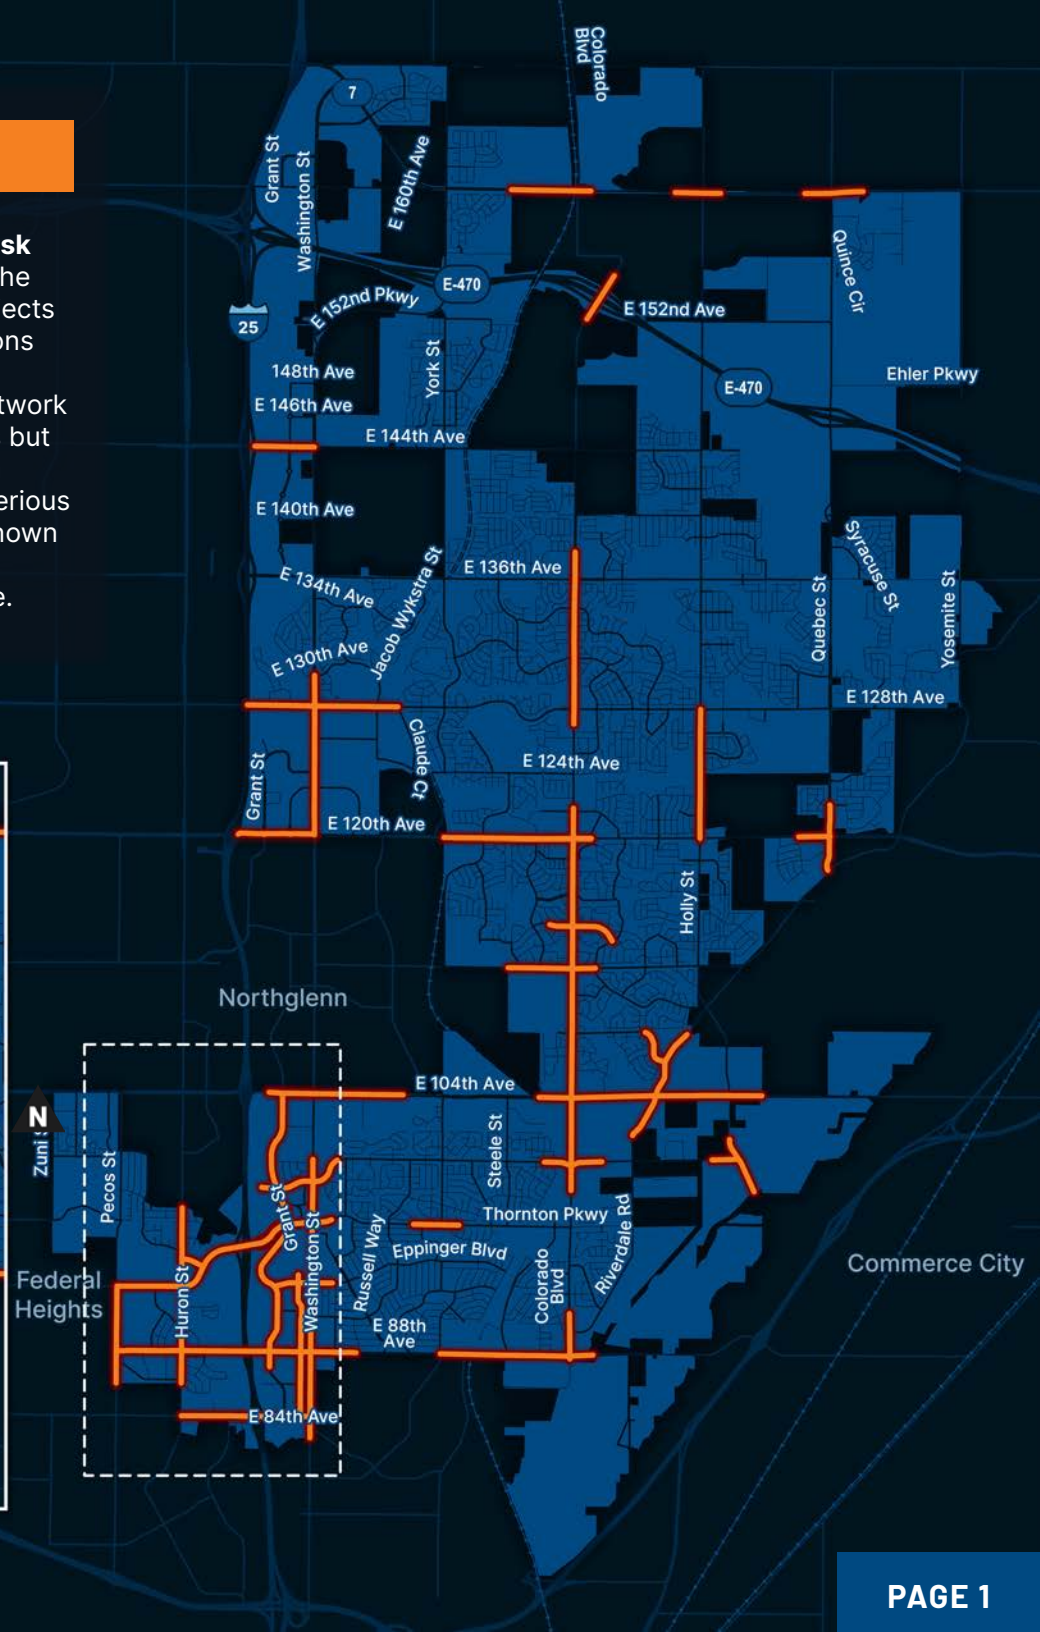 sk
he
ects
ons
twork
but
erious
nown
e.
Colorado
Blvd
7
Grant St
Washington St
E 160th Ave
Quince Cir
E-470
E 152nd Pkwy
E 152nd Ave
25
148th Ave
York St
E-470
Ehler Pkwy
E 146th Ave
E 144th Ave
E 140th Ave
Syracuse St
E 136th Ave
E 134th Ave
Jacob Wykstra St
Quebec St
Yosemite St
E 130th Ave
E 128th Ave
Claude Ct
E 124th Ave
Grant St
E 120th Ave
Holly St
Northglenn
E 104th Ave
N
Zuni
Pecos St
Steele St
Grant St
Washington St
Thornton Pkwy
Riverdale Rd
Russell Way
Eppinger Blvd
Colorado
Blvd
Commerce City
Federal
Heights
Huron St
E 88th
Ave
E 84th Ave
PAGE 1